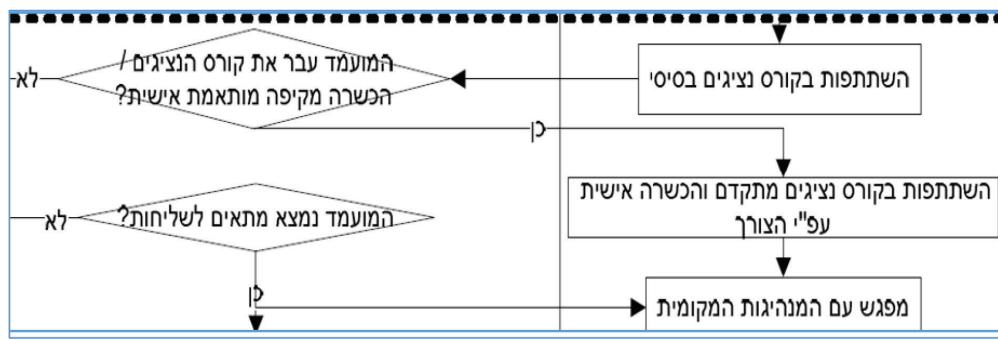 השתתפות בקורס נציגים בסיסי
המועמד עבר את קורס הנציגים /
הכשרה מקיפה מותאמת אישית?
לא
כן
השתתפות בקורס נציגים מתקדם והכשרה אישית
עפ"י הצורך
המועמד נמצא מתאים לשליחות?
לא
כן
מפגש עם המנהיגות המקומית